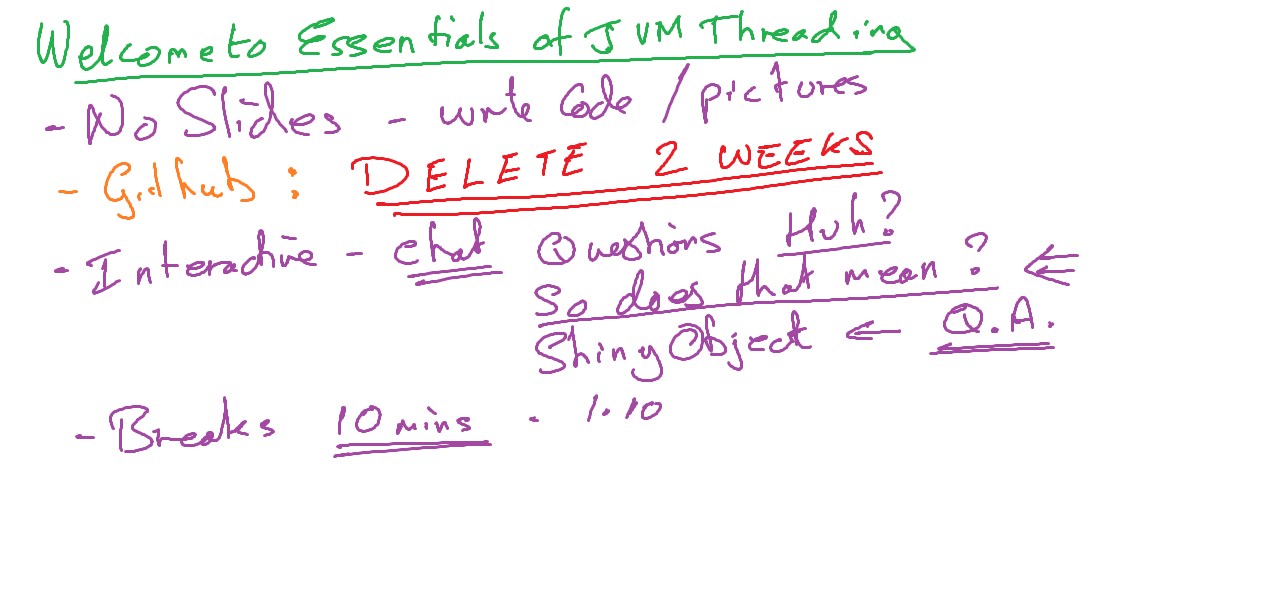 Welcome to Essentials of JVM Threading
- No Slides - write Code / pictures
- Github : DELETE 2 WEEKS
- Interactive - chat Questions Huh?
So does that mean ? ⇐
Shiny Object ← Q.A.
- Breaks 10 mins . 1.10